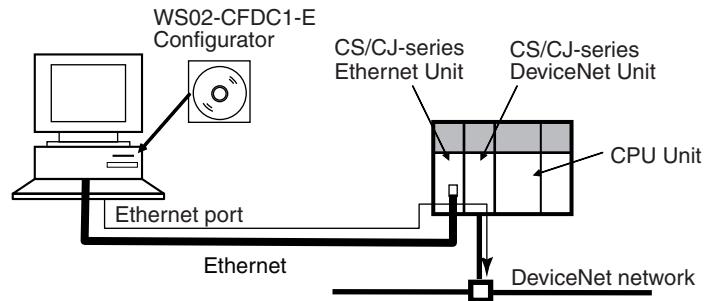 WS02-CFDC1-E
Configurator
CS/CJ-series
Ethernet Unit
CS/CJ-series
DeviceNet Unit
CPU Unit
Ethernet port
Ethernet
DeviceNet network